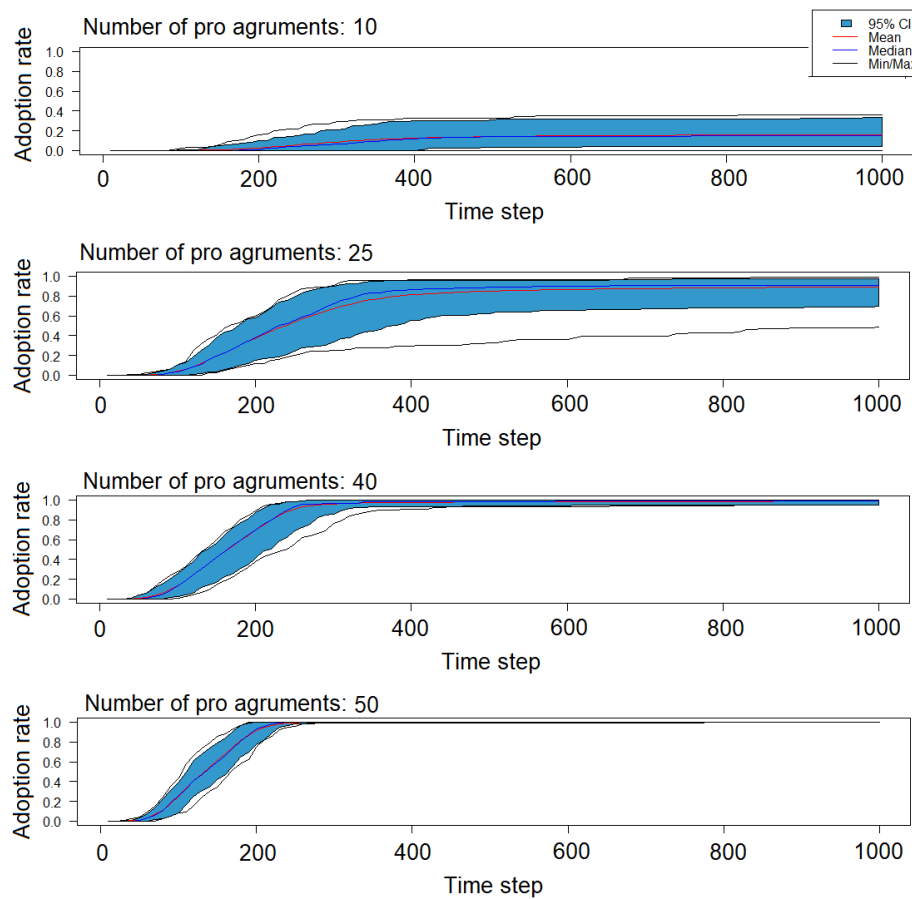 Number of pro agruments: 10
95% CI
Mean
Median
Min/Max
Adoption rate
1.0
0.8
0.6
0.4
0.2
0.0
0 200 400 600 800 1000
Time step
Number of pro agruments: 25
Adoption rate
1.0
0.8
0.6
0.4
0.2
0.0
0 200 400 600 800 1000
Time step
Number of pro agruments: 40
Adoption rate
1.0
0.8
0.6
0.4
0.2
0.0
0 200 400 600 800 1000
Time step
Number of pro agruments: 50
Adoption rate
1.0
0.8
0.6
0.4
0.2
0.0
0 200 400 600 800 1000
Time step